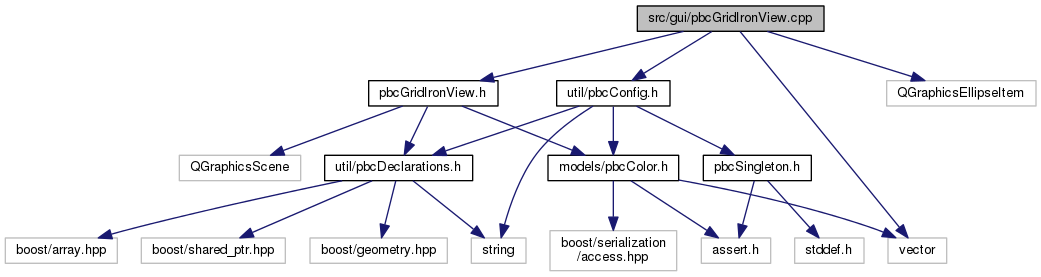 src/gui/pbcGridIronView.cpp
pbcGridIronView.h
util/pbcConfig.h
QGraphicsEllipseItem
QGraphicsScene
util/pbcDeclarations.h
models/pbcColor.h
pbcSingleton.h
boost/array.hpp
boost/shared_ptr.hpp
boost/geometry.hpp
string
boost/serialization
/access.hpp
assert.h
stddef.h
vector